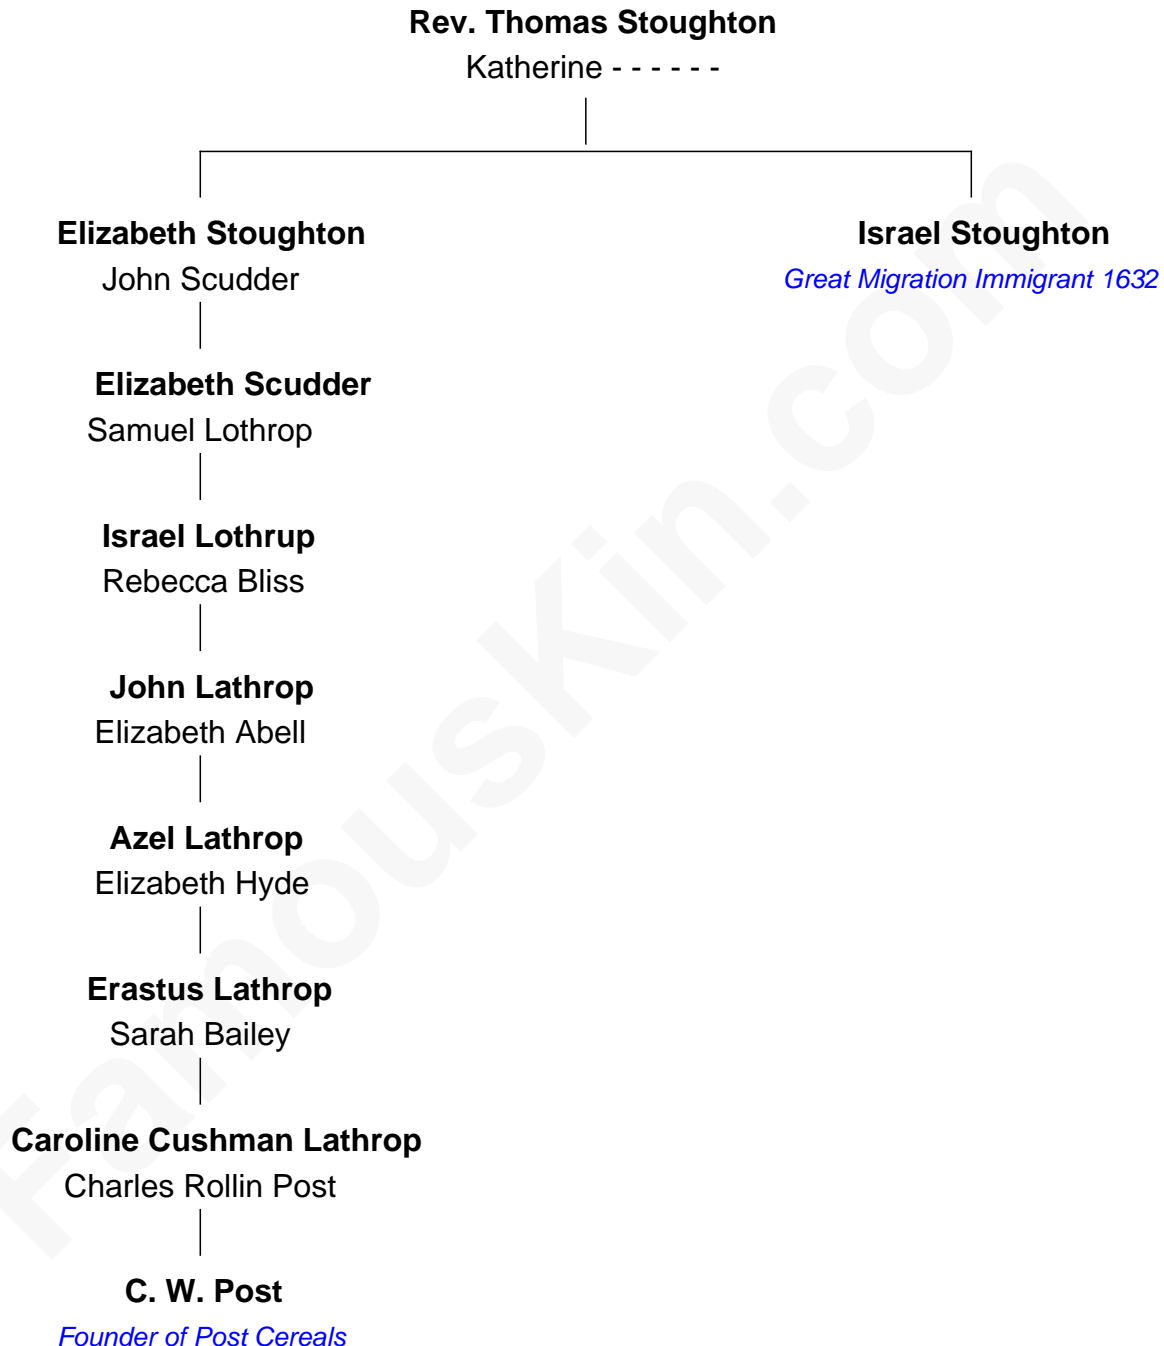 Rev. Thomas Stoughton
Katherine - - - - - -
Elizabeth Stoughton
John Scudder
Israel Stoughton
Great Migration Immigrant 1632
Elizabeth Scudder
Samuel Lothrop
Israel Lothrup
Rebecca Bliss
John Lathrop
Elizabeth Abell
Azel Lathrop
Elizabeth Hyde
Erastus Lathrop
Sarah Bailey
Caroline Cushman Lathrop
Charles Rollin Post
C. W. Post
Founder of Post Cereals
FamousKin.com